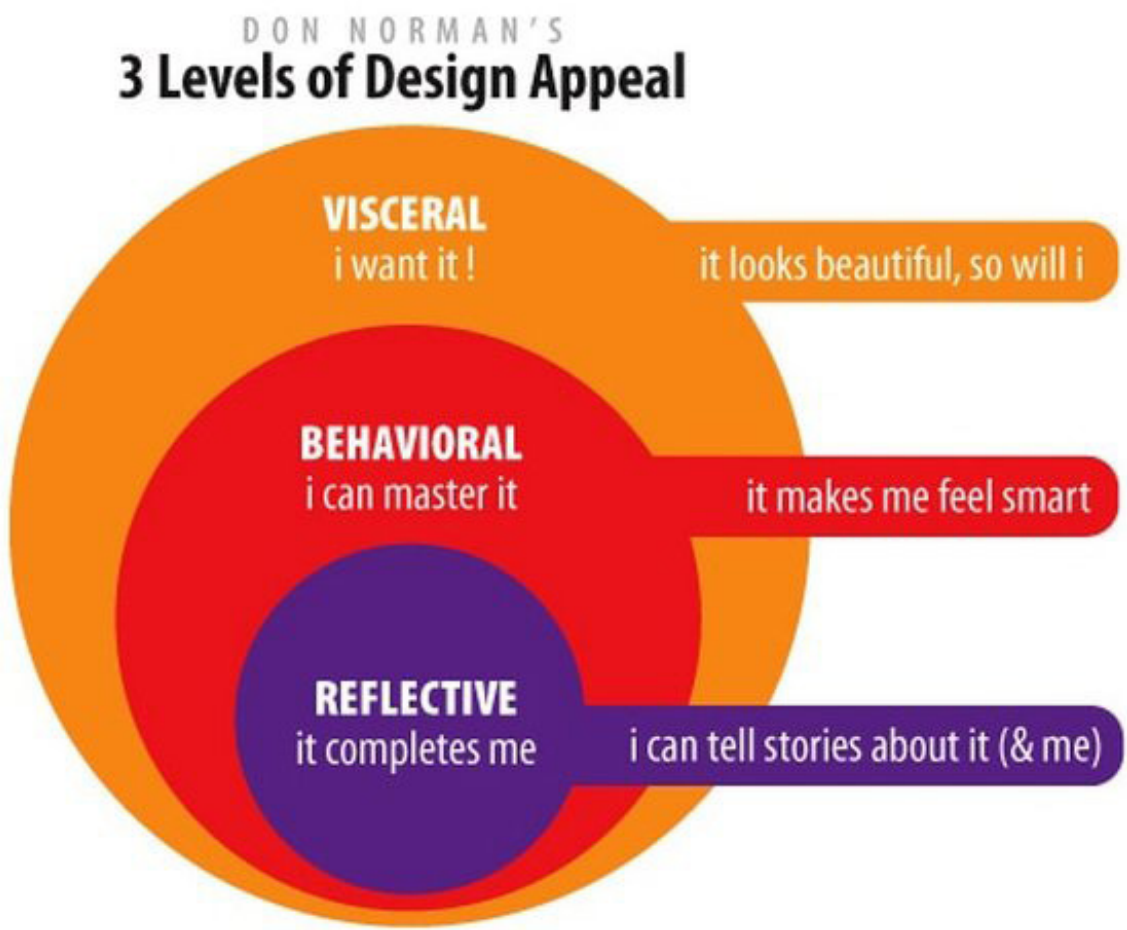 DON NORMAN'S
3 Levels of Design Appeal
VISCERAL
i want it !
it looks beautiful, so will i
BEHAVIORAL
i can master it
it makes me feel smart
REFLECTIVE
it completes me
i can tell stories about it (& me)